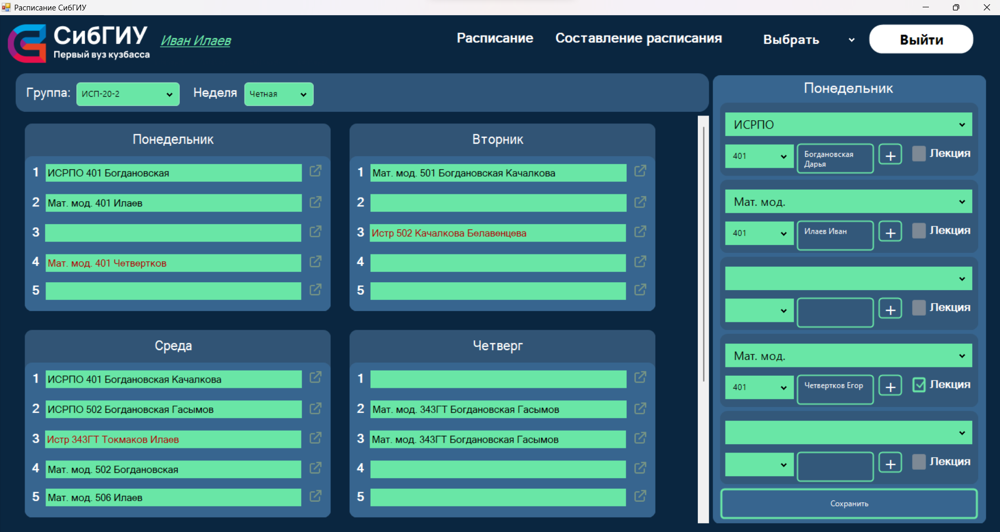 Расписание СибГИУ
СибГИУ
Первый вуз кузбасса
Иван Илаев
Расписание
Составление расписания
Выбрать
Выйти
Группа: ИСП-20-2 Неделя Четная
Понедельник
1 ИСРПО 401 Богдановская
2 Мат. мод. 401 Илаев
3
4 Мат. мод. 401 Четвертков
5
Вторник
1 Мат. мод. 501 Богдановская Качалкова
2
3 Истр 502 Качалкова Белавенцева
4
5
Среда
1 ИСРПО 401 Богдановская Качалкова
2 ИСРПО 502 Богдановская Гасымов
3 Истр 343ГТ Токмаков Илаев
4 Мат. мод. 502 Богдановская
5 Мат. мод. 506 Илаев
Четверг
1
2 Мат. мод. 343ГТ Богдановская Гасымов
3 Мат. мод. 343ГТ Богдановская Гасымов
4
5
Понедельник
ИСРПО
401 Богдановская + Лекция
Дарья
Мат. мод.
401 Илаев Иван + Лекция
+ Лекция
Мат. мод.
401 Четвертков Егор + Лекция
+ Лекция
Сохранить